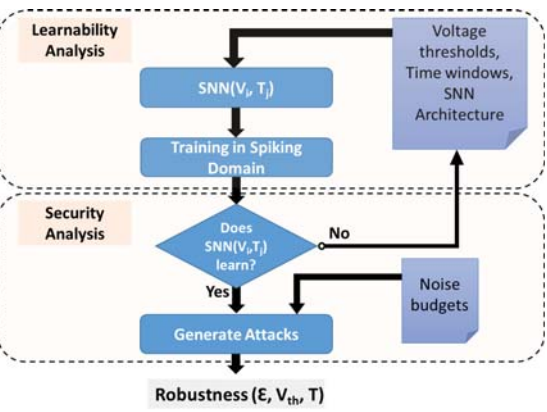 Learnability
Analysis
Voltage
thresholds,
Time windows,
SNN
Architecture
SNN(Vi, Tj)
Training in Spiking
Domain
Security
Analysis
Does
SNN(Vi,Tj)
learn?
No
Yes
Noise
budgets
Generate Attacks
Robustness (Ɛ, Vth, T)